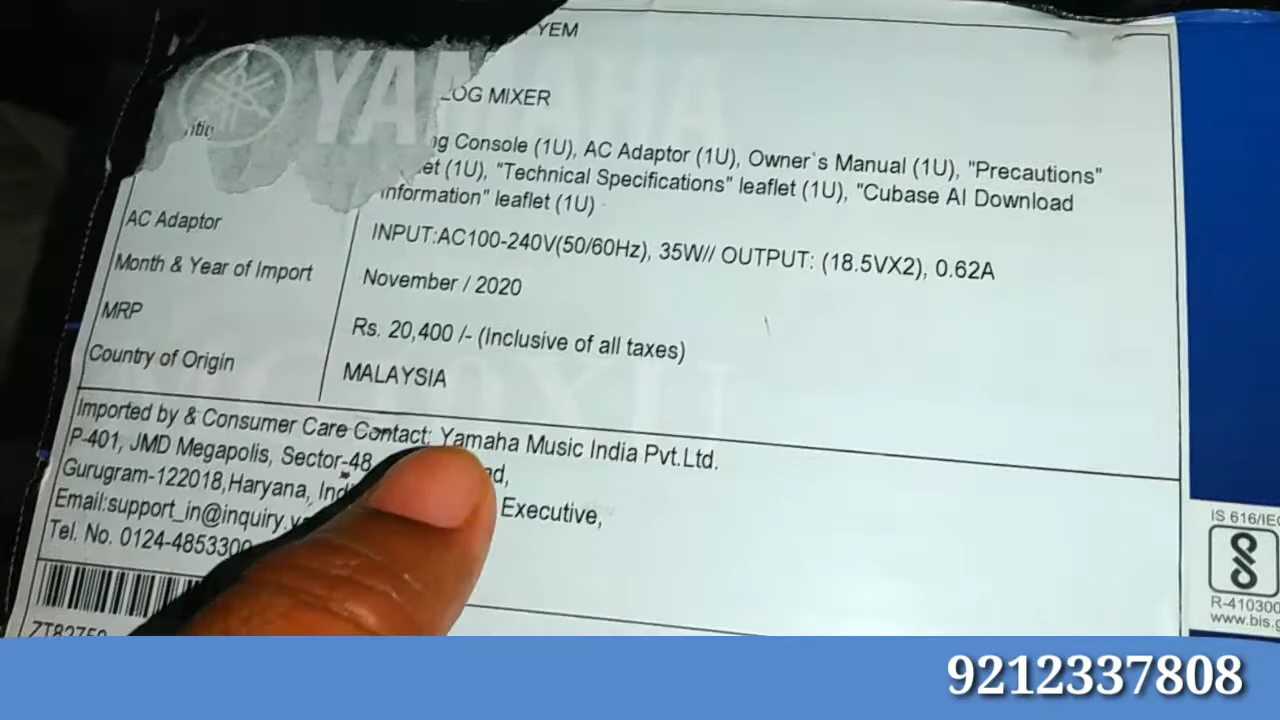 YEM
YAMAHA
LOG MIXER
ng Console (1U), AC Adaptor (1U), Owner`s Manual (1U), "Precautions"
et (1U), "Technical Specifications" leaflet (1U), "Cubase AI Download
Information" leaflet (1U)
AC Adaptor INPUT:AC100-240V(50/60Hz), 35W// OUTPUT: (18.5VX2), 0.62A
Month & Year of Import November / 2020
MRP Rs. 20,400 /- (Inclusive of all taxes)
Country of Origin MALAYSIA
Imported by & Consumer Care Contact: Yamaha Music India Pvt.Ltd.
P-401, JMD Megapolis, Sector-48,
Gurugram-122018,Haryana,
Executive,
Email:support_in@inquiry.
Tel. No. 0124-4853300
IS 616/IEC
R-410300
www.bis.g
9212337808